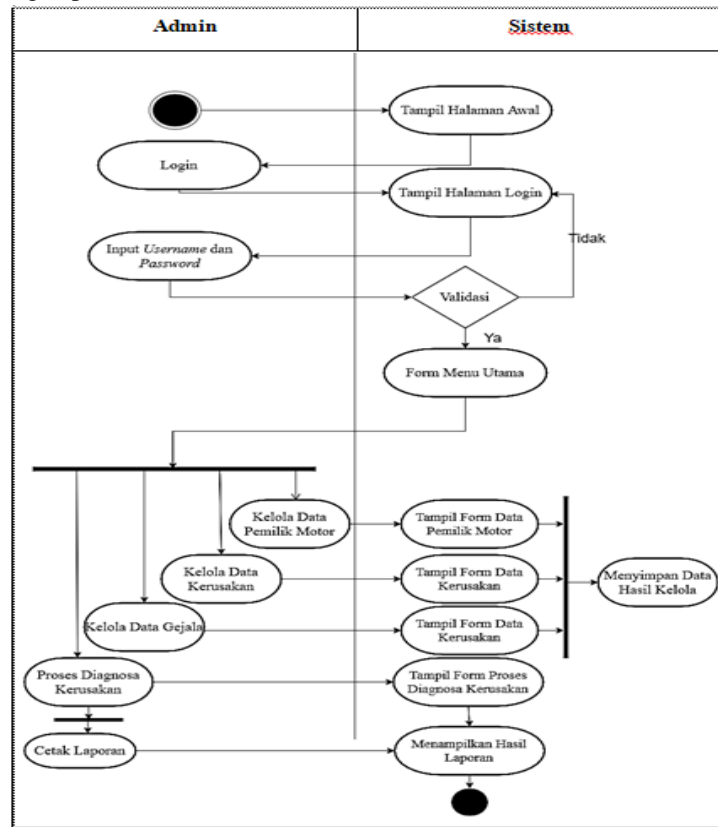 Admin
Sistem
Tampil Halaman Awal
Login
Tampil Halaman Login
Tidak
Input Username dan
Password
Validasi
Ya
Form Menu Utama
Kelola Data
Pemilik Motor
Tampil Form Data
Pemilik Motor
Kelola Data
Kerusakan
Tampil Form Data
Kerusakan
Menyimpan Data
Hasil Kelola
Kelola Data Gejala
Tampil Form Data
Kerusakan
Proses Diagnosa
Kerusakan
Tampil Form Proses
Diagnosa Kerusakan
Cetak Laporan
Menampilkan Hasil
Laporan